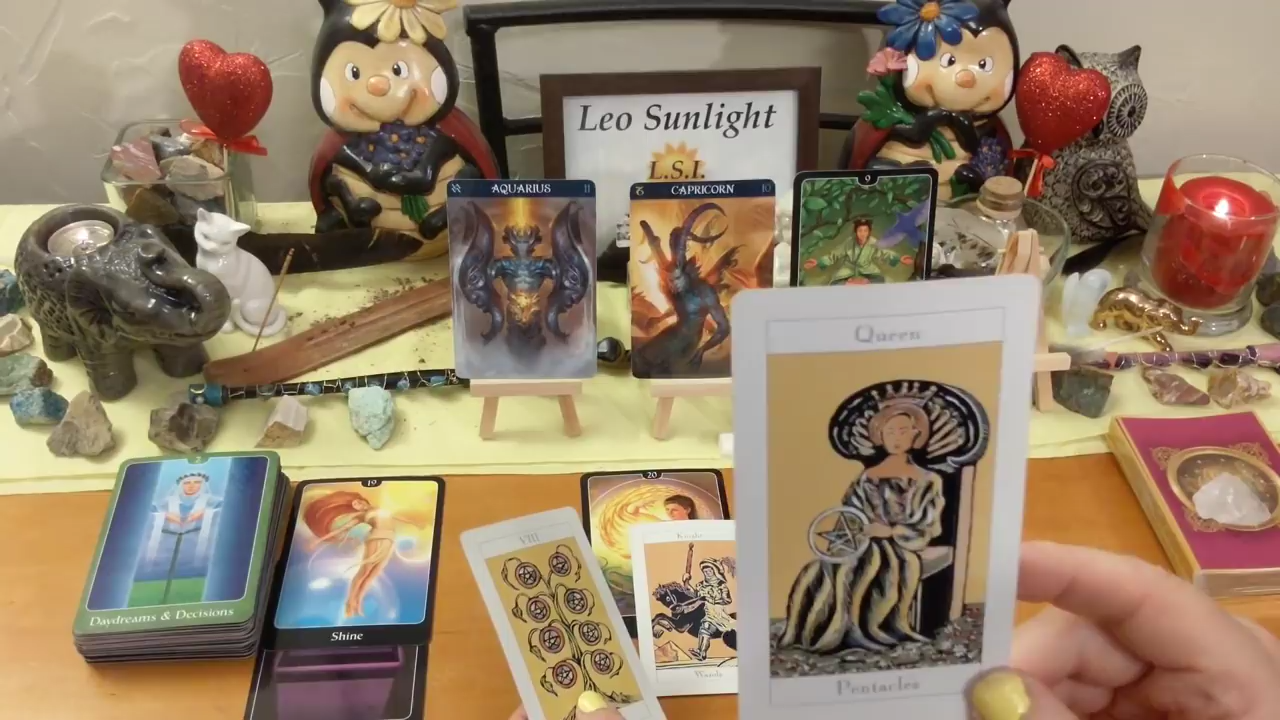 Leo Sunlight
L.S.I.
AQUARIUS 11
CAPRICORN 10
9
Queen
Pentacles
19
Shine
Daydreams & Decisions
20
VIII
Knight
Wands